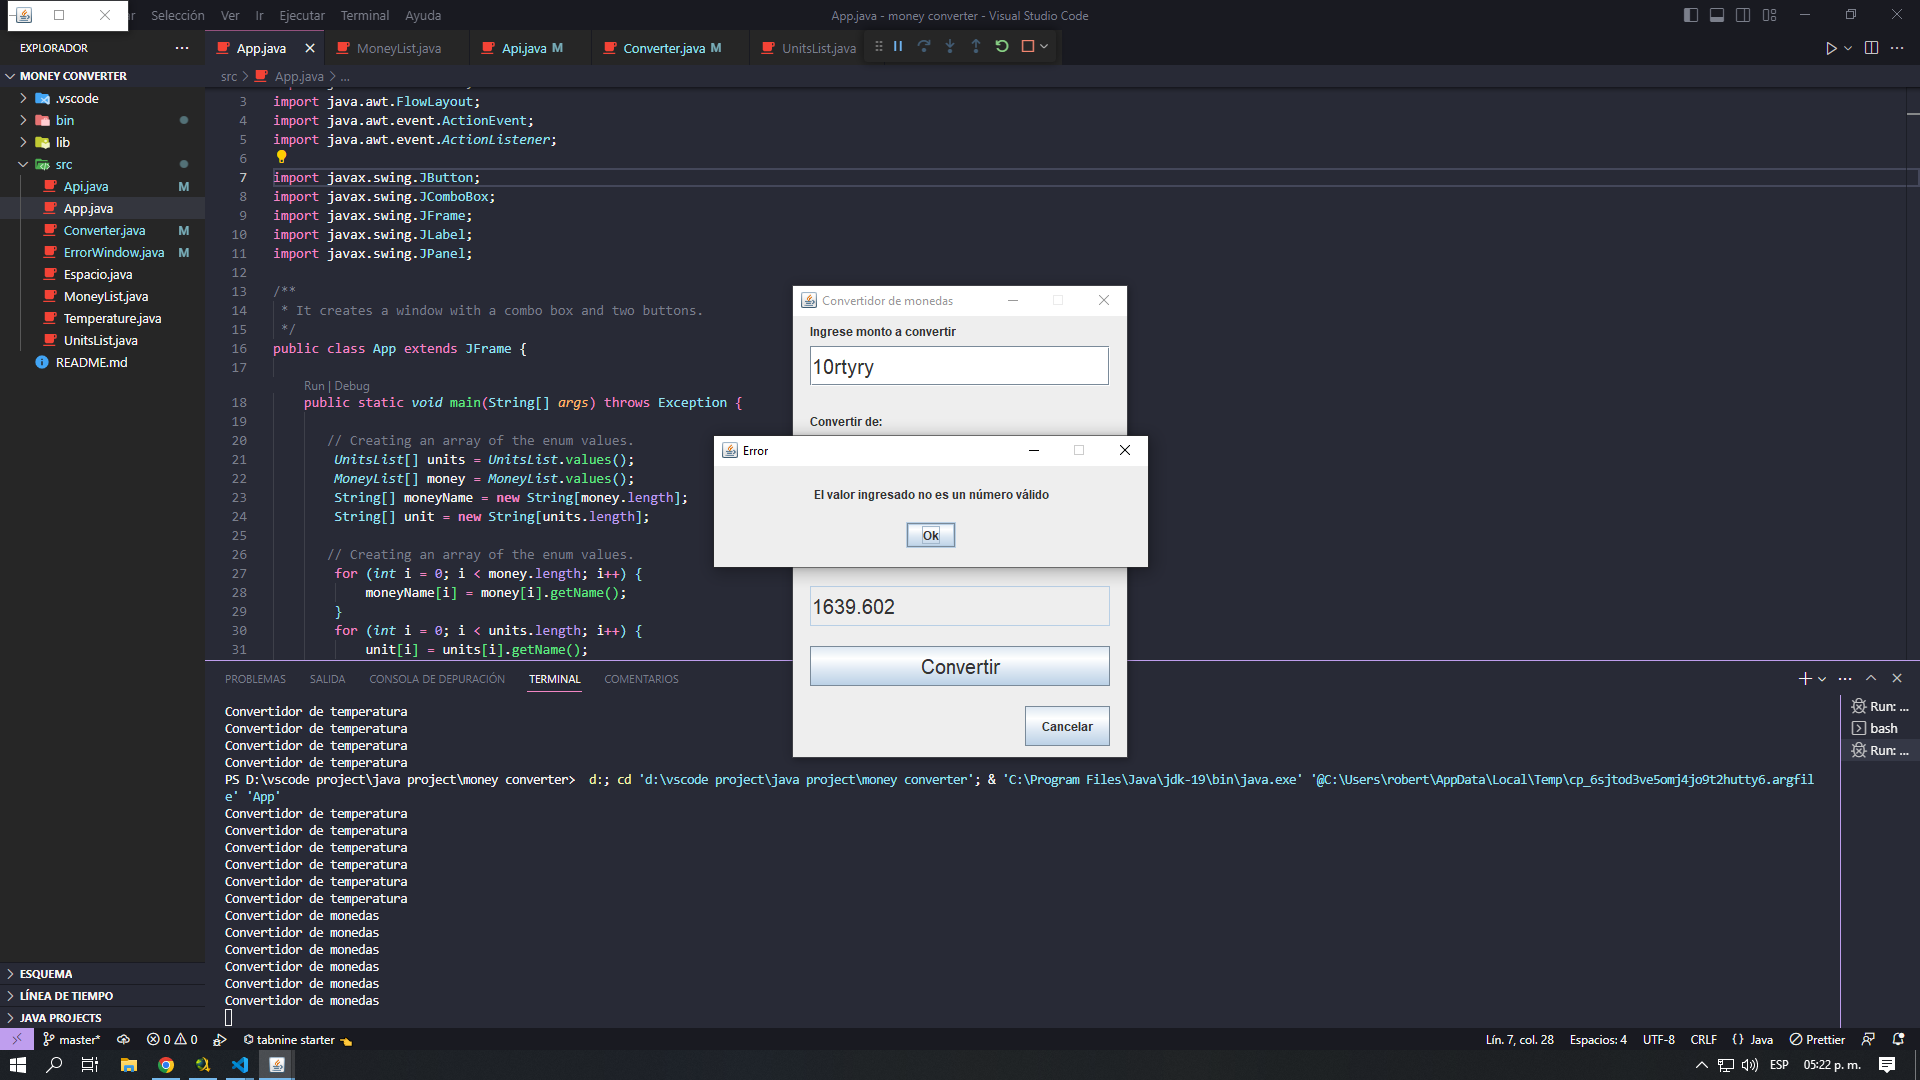 Selección Ver Ir Ejecutar Terminal Ayuda
App.java - money converter - Visual Studio Code
EXPLORADOR
App.java
MoneyList.java
Api.java M
Converter.java M
UnitsList.java
MONEY CONVERTER
src > App.java > ...
.vscode
bin
lib
src
Api.java M
App.java
Converter.java M
ErrorWindow.java M
Espacio.java
MoneyList.java
Temperature.java
UnitsList.java
README.md
3 import java.awt.FlowLayout;
4 import java.awt.event.ActionEvent;
5 import java.awt.event.ActionListener;
6
7 import javax.swing.JButton;
8 import javax.swing.JComboBox;
9 import javax.swing.JFrame;
10 import javax.swing.JLabel;
11 import javax.swing.JPanel;
12
13 /**
14 * It creates a window with a combo box and two buttons.
15 */
16 public class App extends JFrame {
17
Run | Debug
18 public static void main(String[] args) throws Exception {
19
20 // Creating an array of the enum values.
21 UnitsList[] units = UnitsList.values();
22 MoneyList[] money = MoneyList.values();
23 String[] moneyName = new String[money.length];
24 String[] unit = new String[units.length];
25
26 // Creating an array of the enum values.
27 for (int i = 0; i < money.length; i++) {
28 moneyName[i] = money[i].getName();
29 }
30 for (int i = 0; i < units.length; i++) {
31 unit[i] = units[i].getName();
Convertidor de monedas
Ingrese monto a convertir
10rtyry
Convertir de:
Error
El valor ingresado no es un número válido
Ok
1639.602
Convertir
Cancelar
PROBLEMAS SALIDA CONSOLA DE DEPURACIÓN TERMINAL COMENTARIOS
Convertidor de temperatura
Convertidor de temperatura
Convertidor de temperatura
Convertidor de temperatura
PS D:\vscode project\java project\money converter> d:; cd 'd:\vscode project\java project\money converter'; & 'C:\Program Files\Java\jdk-19\bin\java.exe' '@C:\Users\robert\AppData\Local\Temp\cp_6sjtod3ve5omj4jo9t2hutty6.argfil
e' 'App'
Convertidor de temperatura
Convertidor de temperatura
Convertidor de temperatura
Convertidor de temperatura
Convertidor de temperatura
Convertidor de temperatura
Convertidor de monedas
Convertidor de monedas
Convertidor de monedas
Convertidor de monedas
Convertidor de monedas
Convertidor de monedas
Run: ...
bash
Run: ...
ESQUEMA
LÍNEA DE TIEMPO
JAVA PROJECTS
master* 0 0 tabnine starter
Lín. 7, col. 28 Espacios: 4 UTF-8 CRLF {} Java Prettier
ESP 05:22 p. m.